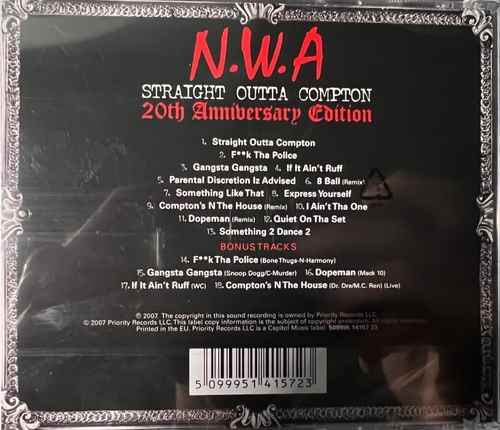 N.W.A
STRAIGHT OUTTA COMPTON
20th Anniversary Edition
1. Straight Outta Compton
2. F**k Tha Police
3. Gangsta Gangsta 4. If It Ain't Ruff
5. Parental Discretion Iz Advised 6. 8 Ball (Remix)
7. Something Like That 8. Express Yourself
9. Compton's N The House (Remix) 10. I Ain't Tha One
11. Dopeman (Remix) 12. Quiet On Tha Set
13. Something 2 Dance 2
BONUS TRACKS
14. F**k Tha Police (Bone Thugs-N-Harmony)
15. Gangsta Gangsta (Snoop Dogg/C-Murder) 16. Dopeman (Mack 10)
17. If It Ain't Ruff (WC) 18. Compton's N The House (Dr. Dre/M.C. Ren) (Live)
℗ 2007. The copyright in this sound recording is owned by Priority Records LLC.
© 2007 Priority Records LLC. This label copy information is the subject of copyright protection. All rights reserved.
Printed in the EU. Priority Records LLC is a Capitol Music label. 509995 14157 23
5 099951 415723